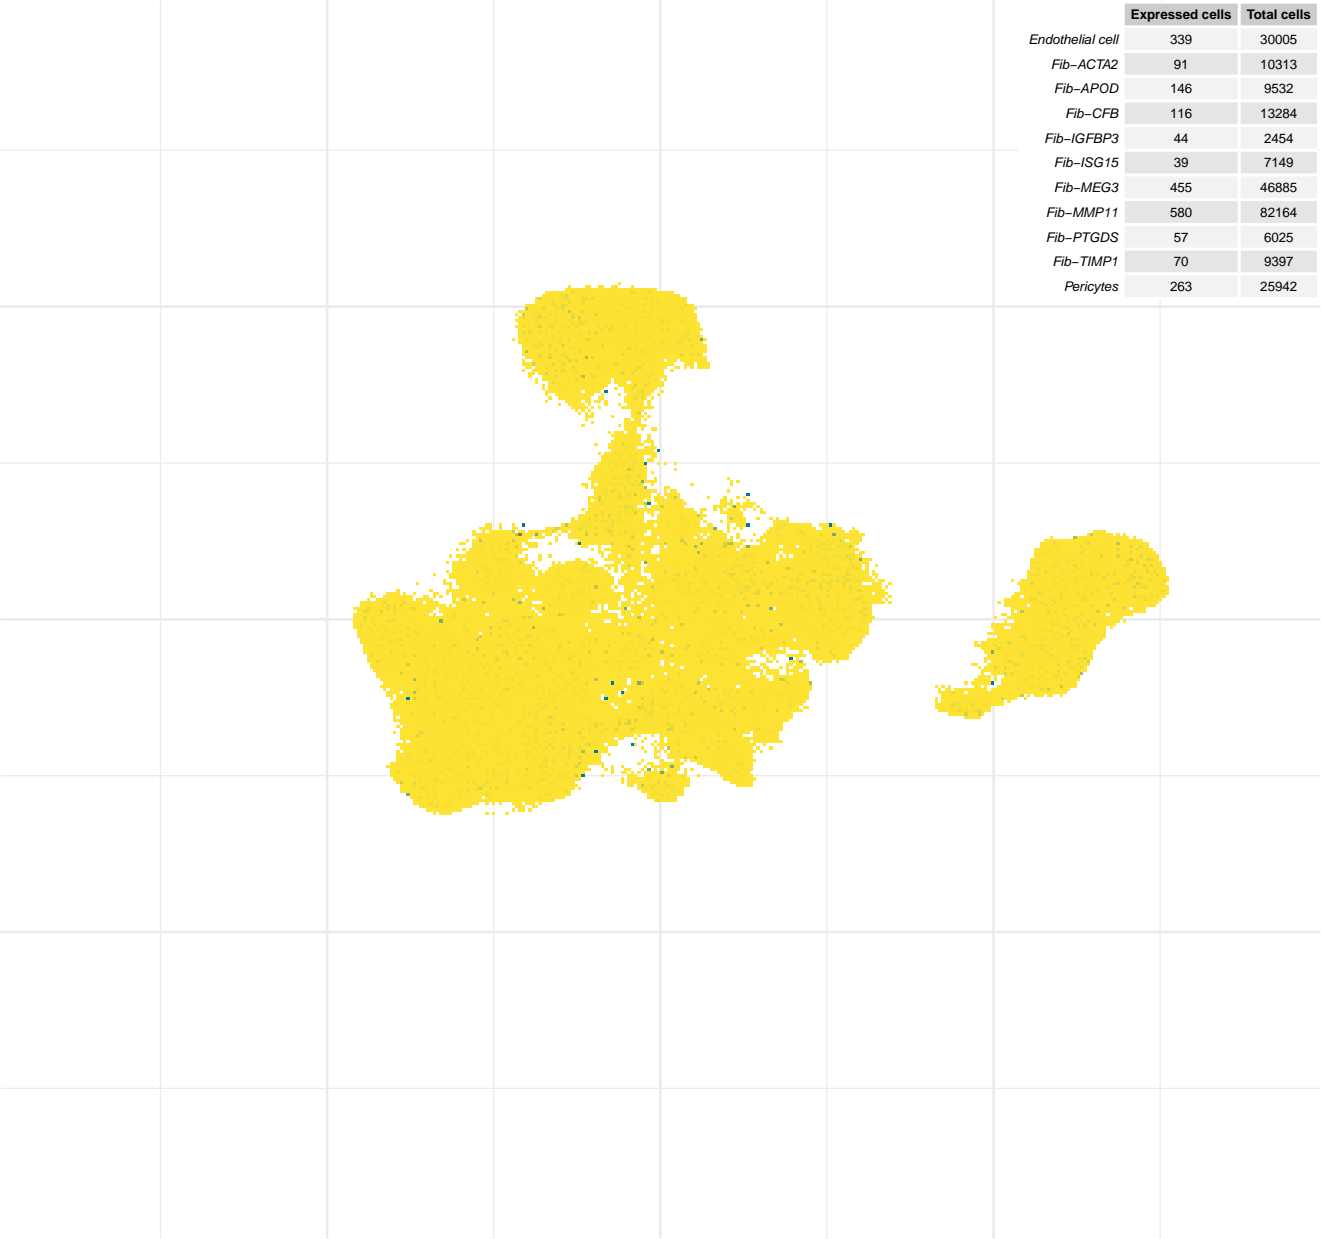 Expressed cells Total cells
Endothelial cell 339 30005
Fib−ACTA2 91 10313
Fib−APOD 146 9532
Fib−CFB 116 13284
Fib−IGFBP3 44 2454
Fib−ISG15 39 7149
Fib−MEG3 455 46885
Fib−MMP11 580 82164
Fib−PTGDS 57 6025
Fib−TIMP1 70 9397
Pericytes 263 25942